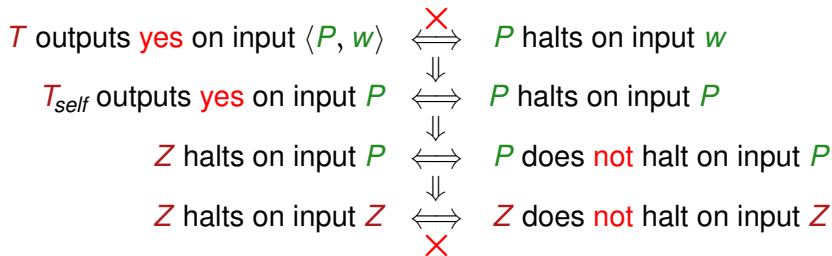 ×
T outputs yes on input ⟨P, w⟩ ⟺ P halts on input w
⇓
T_self outputs yes on input P ⟺ P halts on input P
⇓
Z halts on input P ⟺ P does not halt on input P
⇓
Z halts on input Z ⟺ Z does not halt on input Z
×